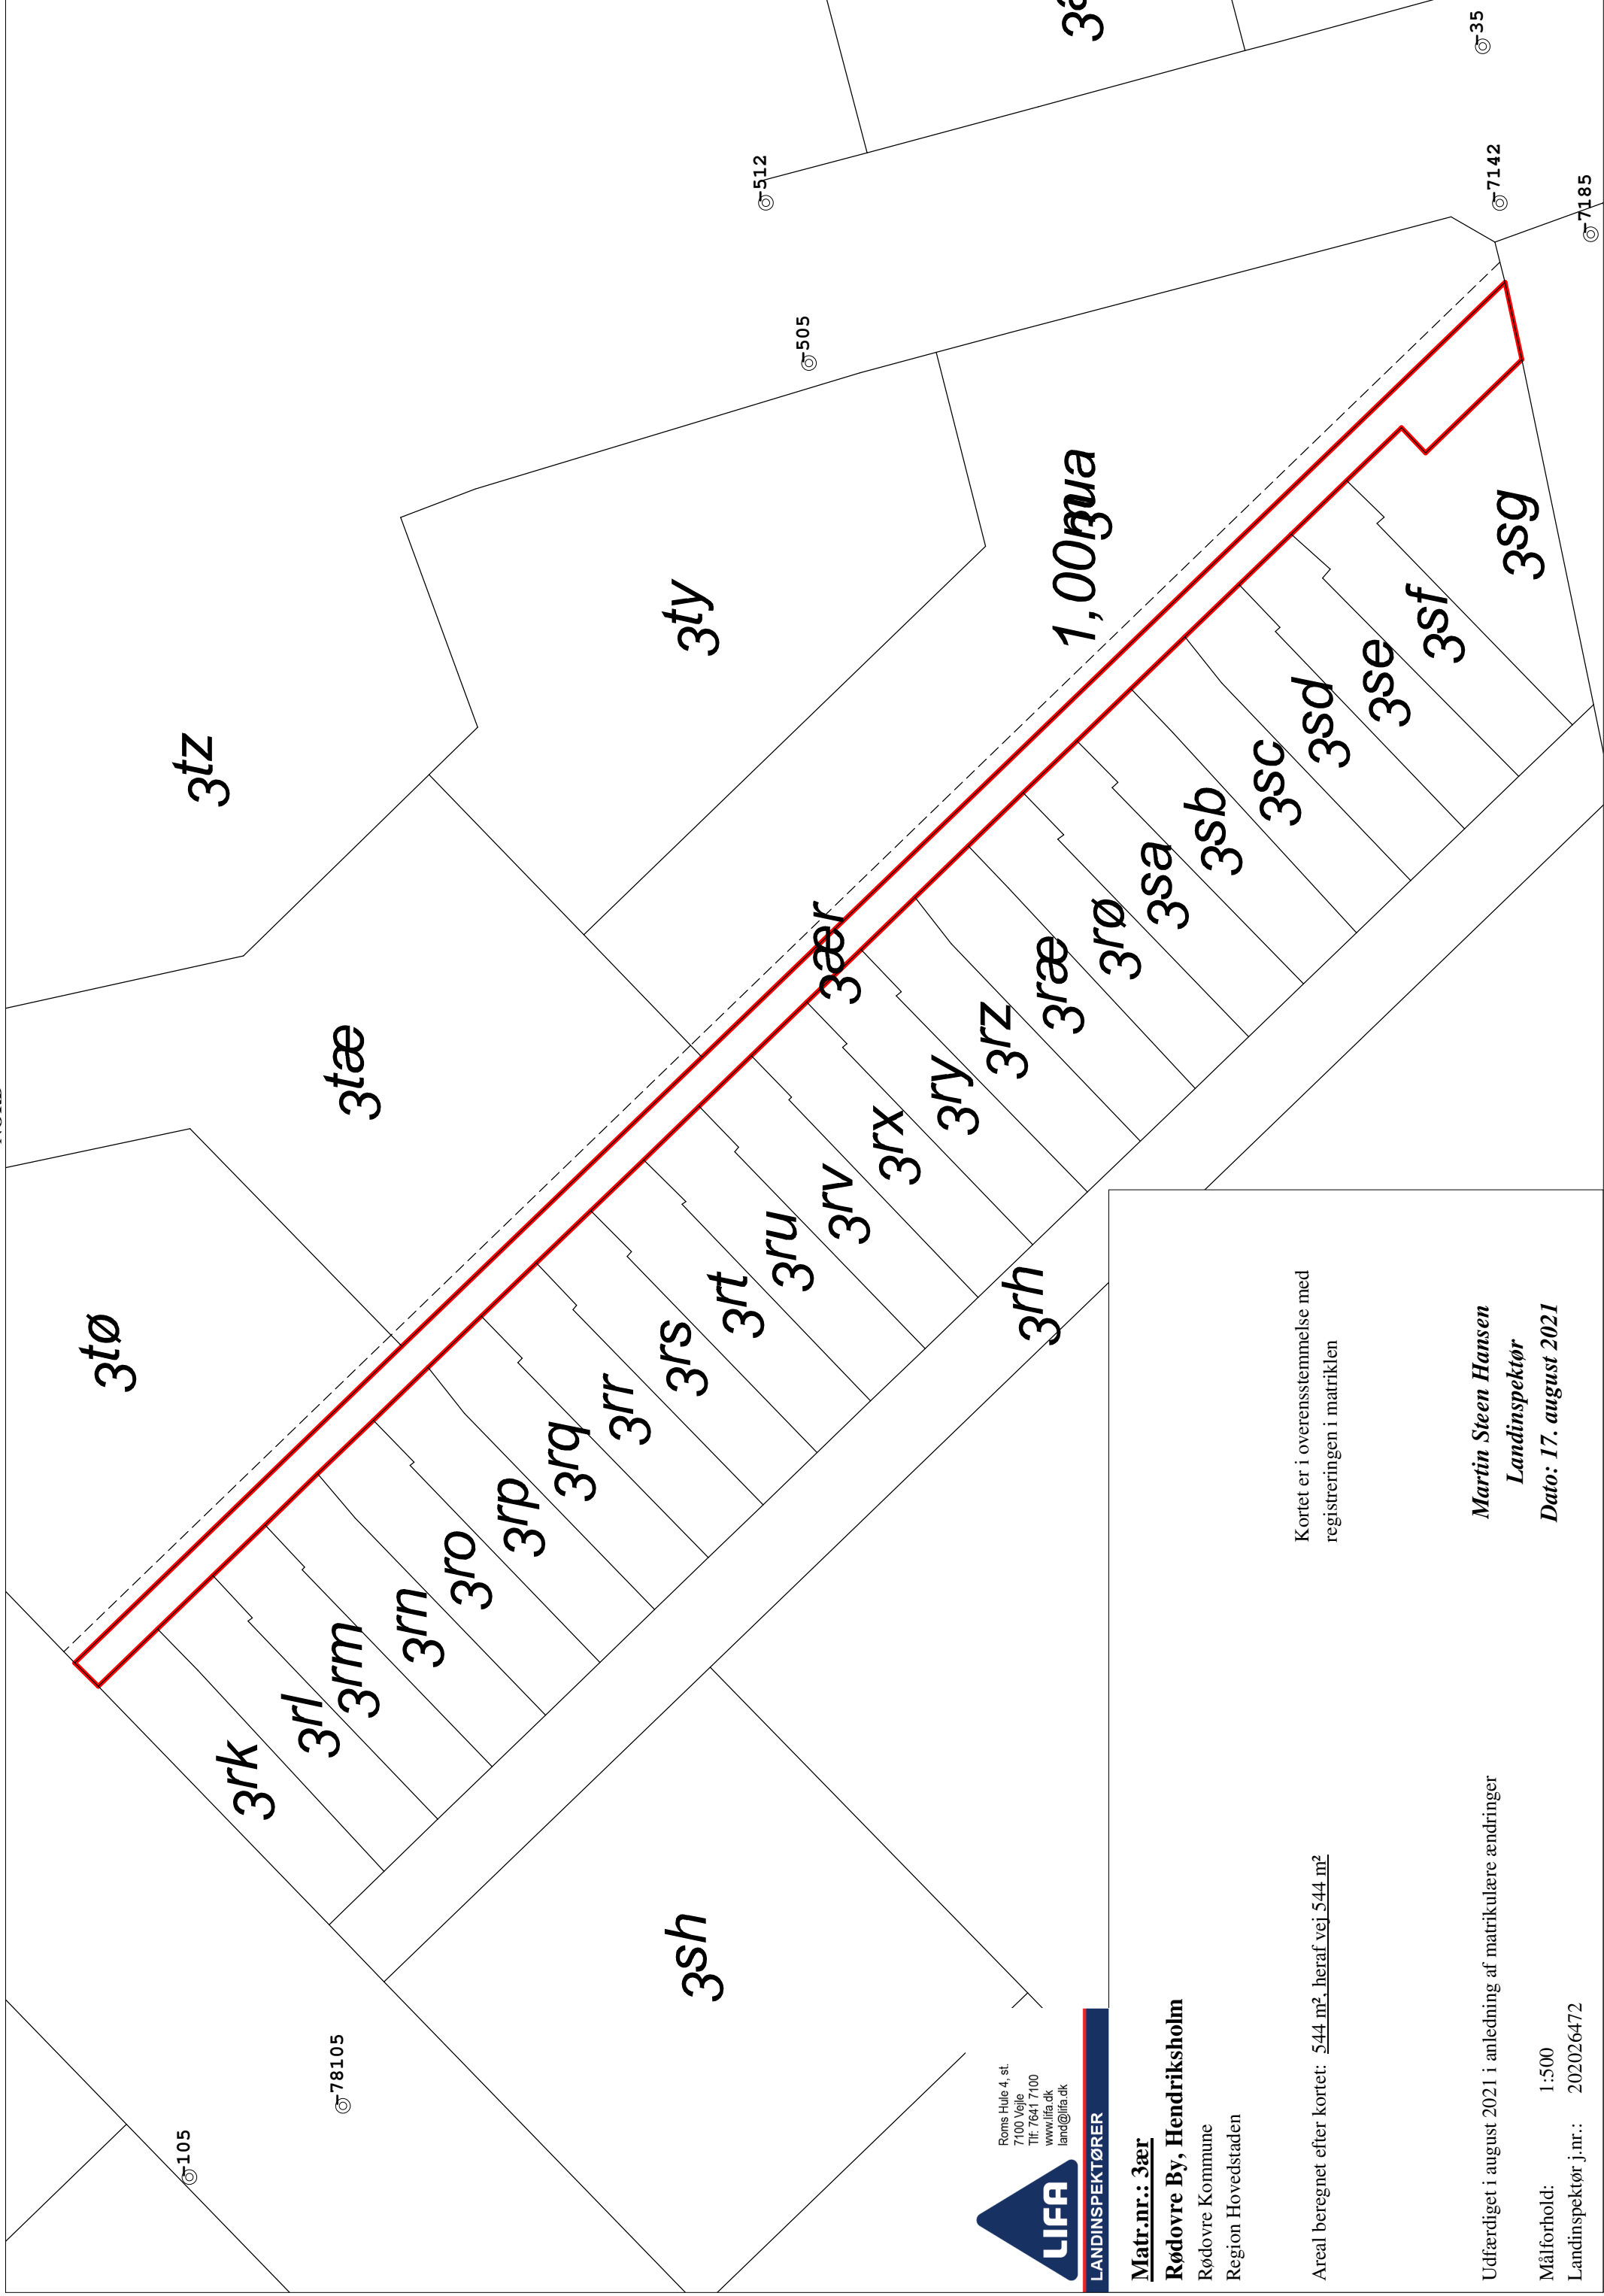 3tø
3tæ
3tz
3ty
3ua
1,00m
3ær
3rk
3rl
3rm
3rn
3ro
3rp
3rq
3rr
3rs
3rt
3ru
3rv
3rx
3ry
3rz
3ræ
3rø
3sa
3sb
3sc
3sd
3se
3sf
3sg
3rh
3sh
105
78105
512
505
35
7142
7185
LIFA
LANDINSPEKTØRER
Roms Hule 4, st.
7100 Vejle
Tlf: 7641 7100
www.lifa.dk
land@lifa.dk
Matr.nr.: 3ær
Rødovre By, Hendriksholm
Rødovre Kommune
Region Hovedstaden
Areal beregnet efter kortet: 544 m², heraf vej 544 m²
Kortet er i overensstemmelse med
registreringen i matriklen
Udfærdiget i august 2021 i anledning af matrikulære ændringer
Målforhold: 1:500
Landinspektør j.nr.: 202026472
Martin Steen Hansen
Landinspektør
Dato: 17. august 2021